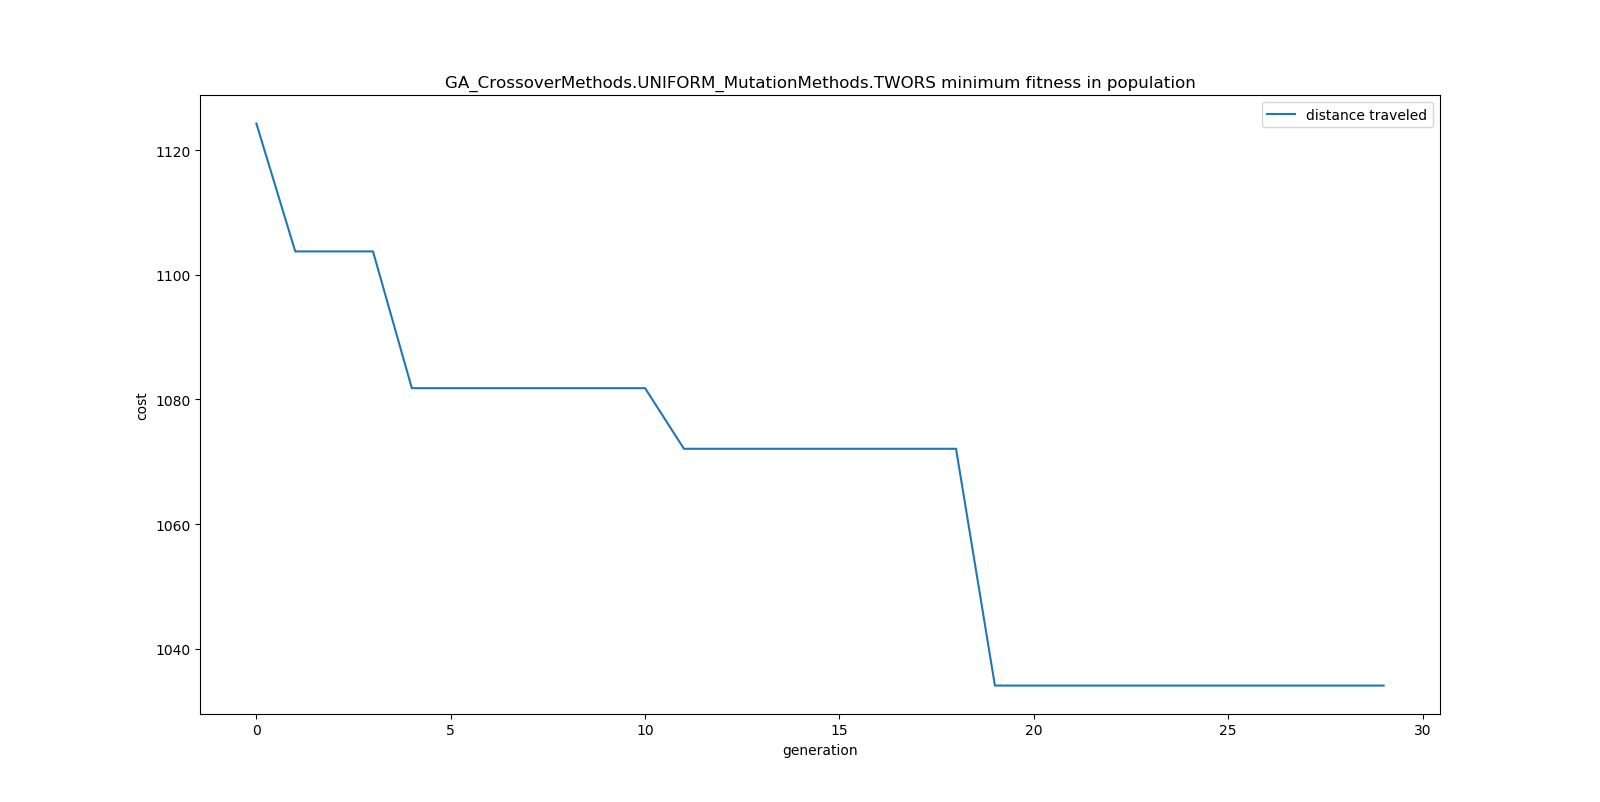 GA_CrossoverMethods.UNIFORM_MutationMethods.TWORS minimum fitness in population
distance traveled
1120
1100
1080
1060
1040
cost
0 5 10 15 20 25 30
generation